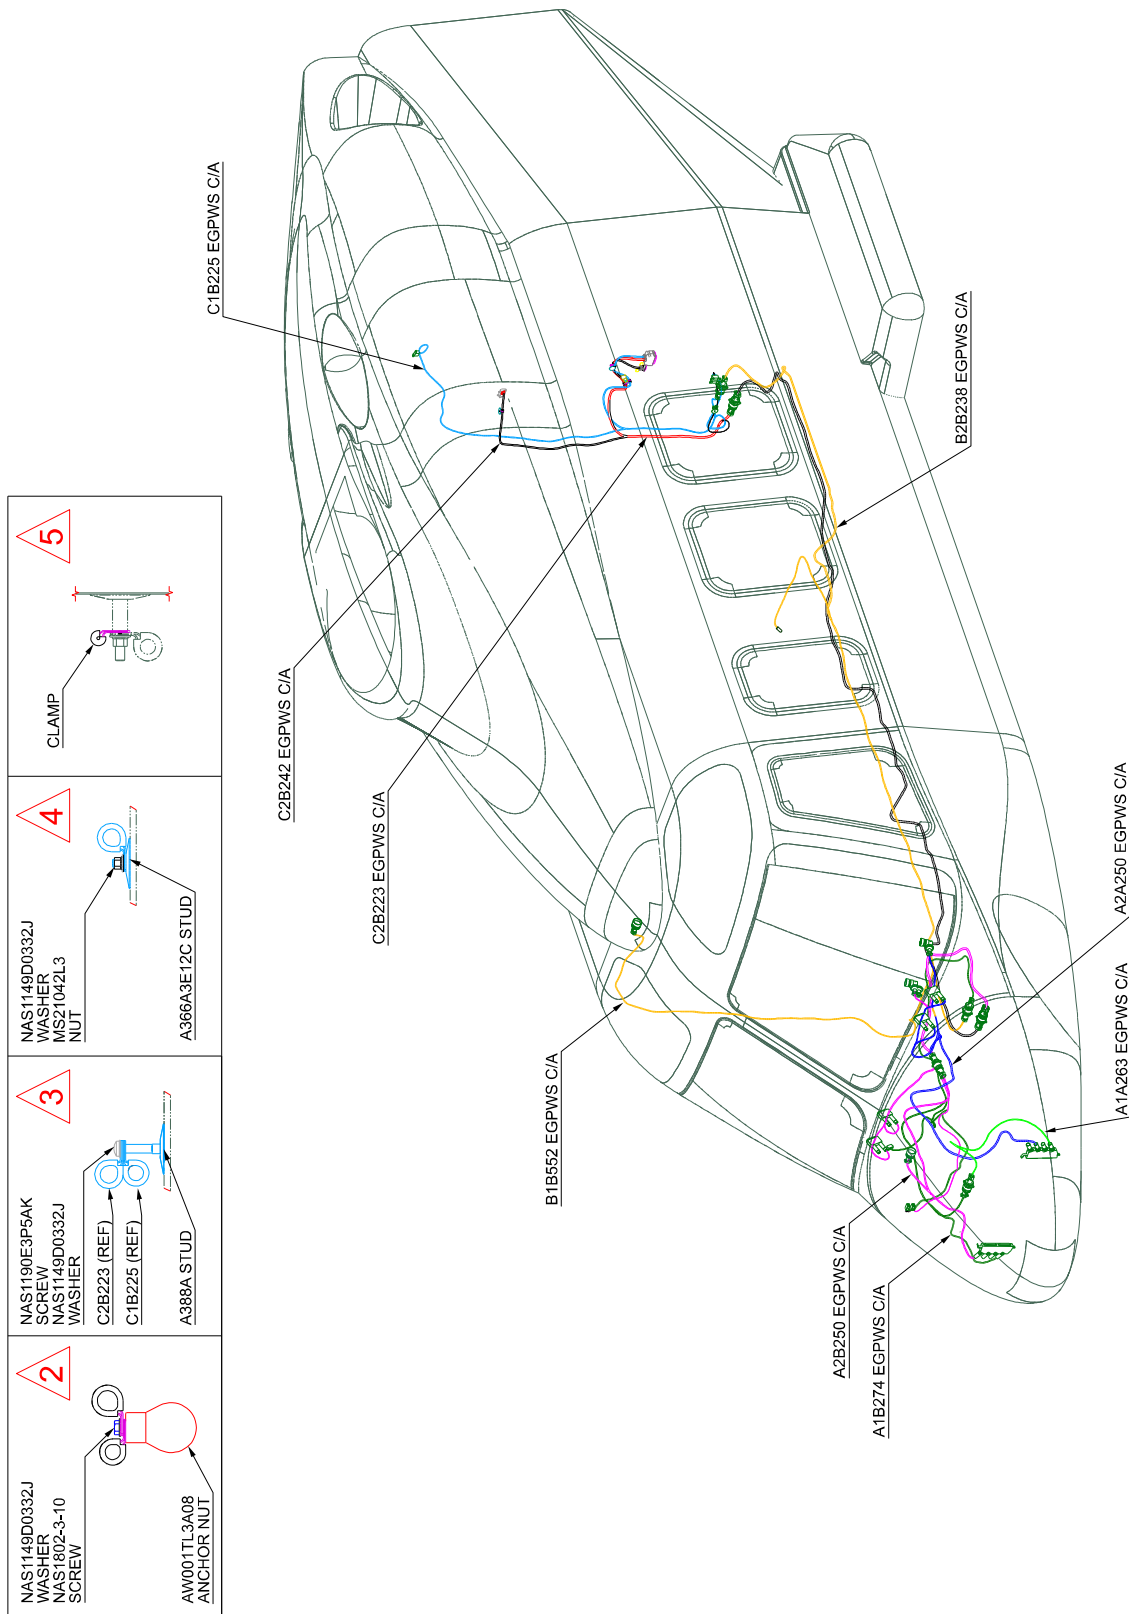 2
NAS1149D0332J
WASHER
NAS1802-3-10
SCREW
AW001TL3A08
ANCHOR NUT
3
NAS1190E3P5AK
SCREW
NAS1149D0332J
WASHER
C2B223 (REF)
C1B225 (REF)
A388A STUD
4
NAS1149D0332J
WASHER
MS21042L3
NUT
A366A3E12C STUD
5
CLAMP
C1B225 EGPWS C/A
C2B242 EGPWS C/A
C2B223 EGPWS C/A
B1B552 EGPWS C/A
B2B238 EGPWS C/A
A2B250 EGPWS C/A
A1B274 EGPWS C/A
A2A250 EGPWS C/A
A1A263 EGPWS C/A